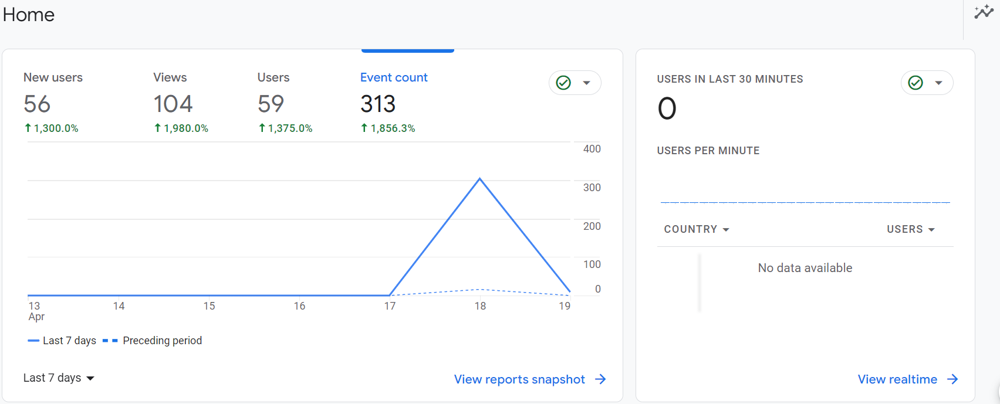 Home
New users
56
1,300.0%
Views
104
1,980.0%
Users
59
1,375.0%
Event count
313
1,856.3%
400
300
200
100
0
13
Apr
14
15
16
17
18
19
Last 7 days
Preceding period
Last 7 days
View reports snapshot
USERS IN LAST 30 MINUTES
0
USERS PER MINUTE
COUNTRY
USERS
No data available
View realtime